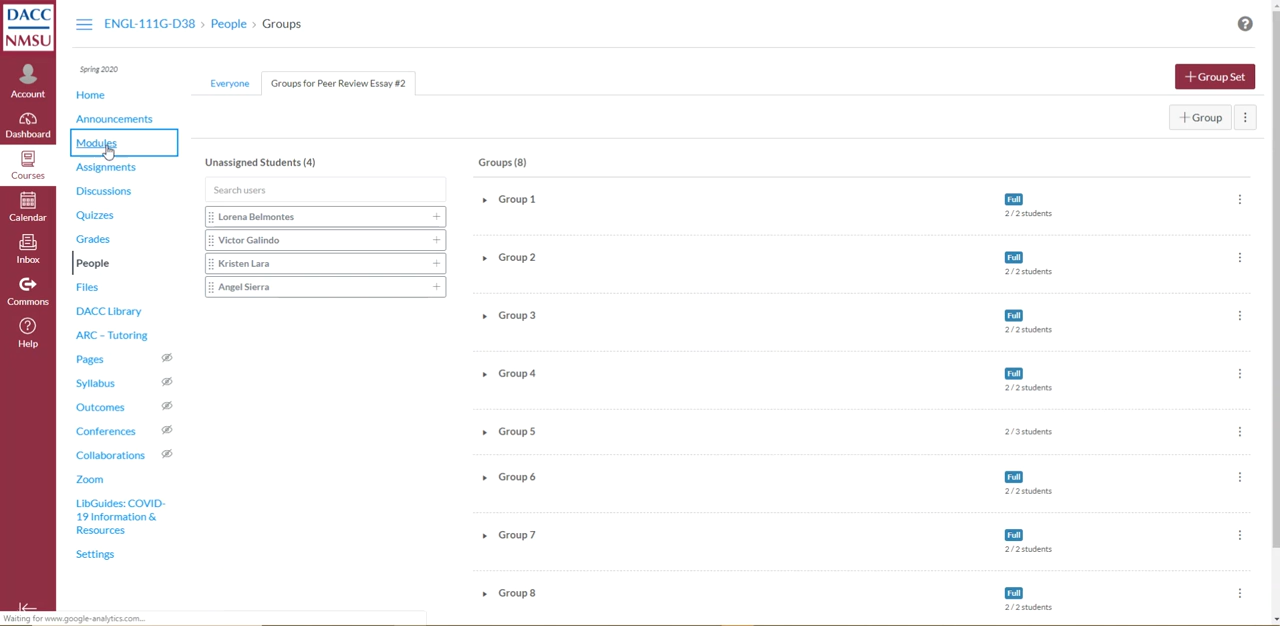 DACC
NMSU
ENGL-111G-D38 › People › Groups
Account
Dashboard
Courses
Calendar
Inbox
Commons
Help
Spring 2020
Home
Announcements
Modules
Assignments
Discussions
Quizzes
Grades
People
Files
DACC Library
ARC – Tutoring
Pages
Syllabus
Outcomes
Conferences
Collaborations
Zoom
LibGuides: COVID-
19 Information &
Resources
Settings
Everyone
Groups for Peer Review Essay #2
+ Group Set
+ Group
Unassigned Students (4)
Search users
Lorena Belmontes
Victor Galindo
Kristen Lara
Angel Sierra
Groups (8)
Group 1
Full
2 / 2 students
Group 2
Full
2 / 2 students
Group 3
Full
2 / 2 students
Group 4
Full
2 / 2 students
Group 5
2 / 3 students
Group 6
Full
2 / 2 students
Group 7
Full
2 / 2 students
Group 8
Full
2 / 2 students
Waiting for www.google-analytics.com...